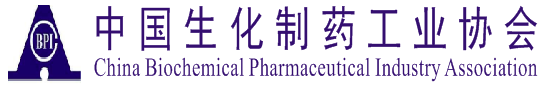 BPI
中国生化制药工业协会
China Biochemical Pharmaceutical Industry Association